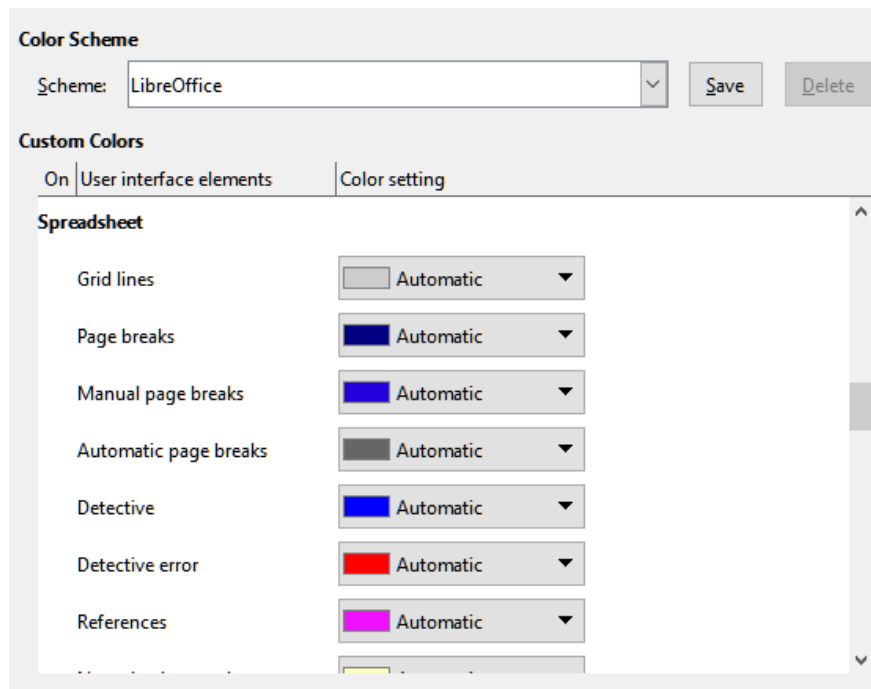 Color Scheme
Scheme: LibreOffice Save Delete
Custom Colors
On User interface elements Color setting
Spreadsheet
Grid lines Automatic
Page breaks Automatic
Manual page breaks Automatic
Automatic page breaks Automatic
Detective Automatic
Detective error Automatic
References Automatic